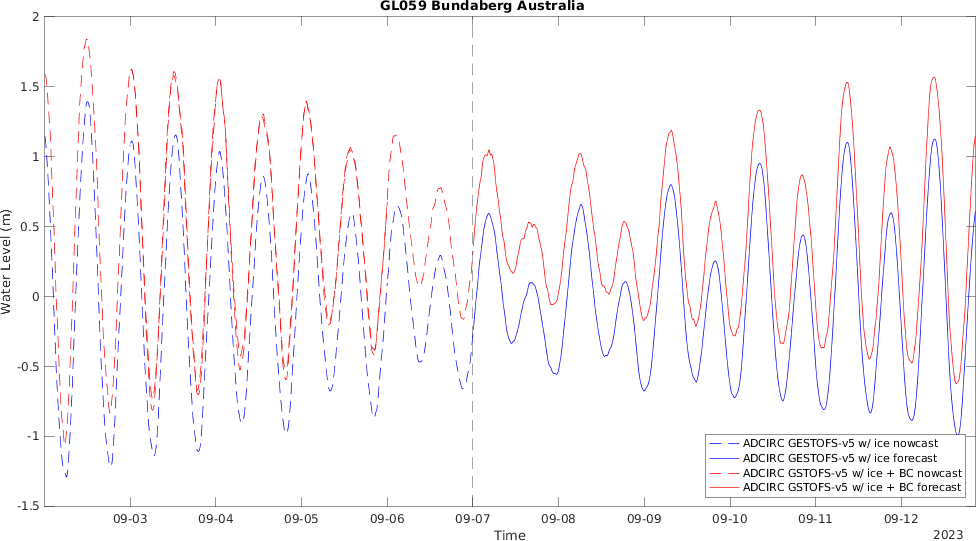 GL059 Bundaberg Australia
Water Level (m)
2
1.5
1
0.5
0
-0.5
-1
-1.5
ADCIRC GESTOFS-v5 w/ ice nowcast
ADCIRC GESTOFS-v5 w/ ice forecast
ADCIRC GSTOFS-v5 w/ ice + BC nowcast
ADCIRC GSTOFS-v5 w/ ice + BC forecast
09-03 09-04 09-05 09-06 09-07 09-08 09-09 09-10 09-11 09-12
Time
2023